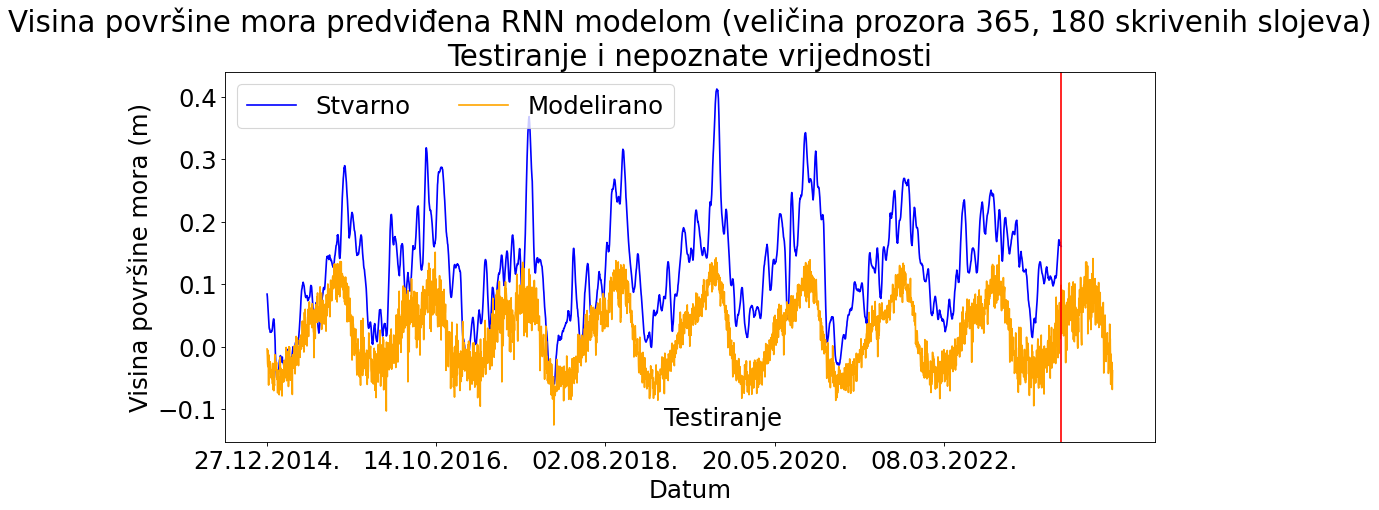 Visina površine mora predviđena RNN modelom (veličina prozora 365, 180 skrivenih slojeva)
Testiranje i nepoznate vrijednosti
Stvarno Modelirano
Visina površine mora (m)
0.4
0.3
0.2
0.1
0.0
−0.1
Testiranje
27.12.2014. 14.10.2016. 02.08.2018. 20.05.2020. 08.03.2022.
Datum